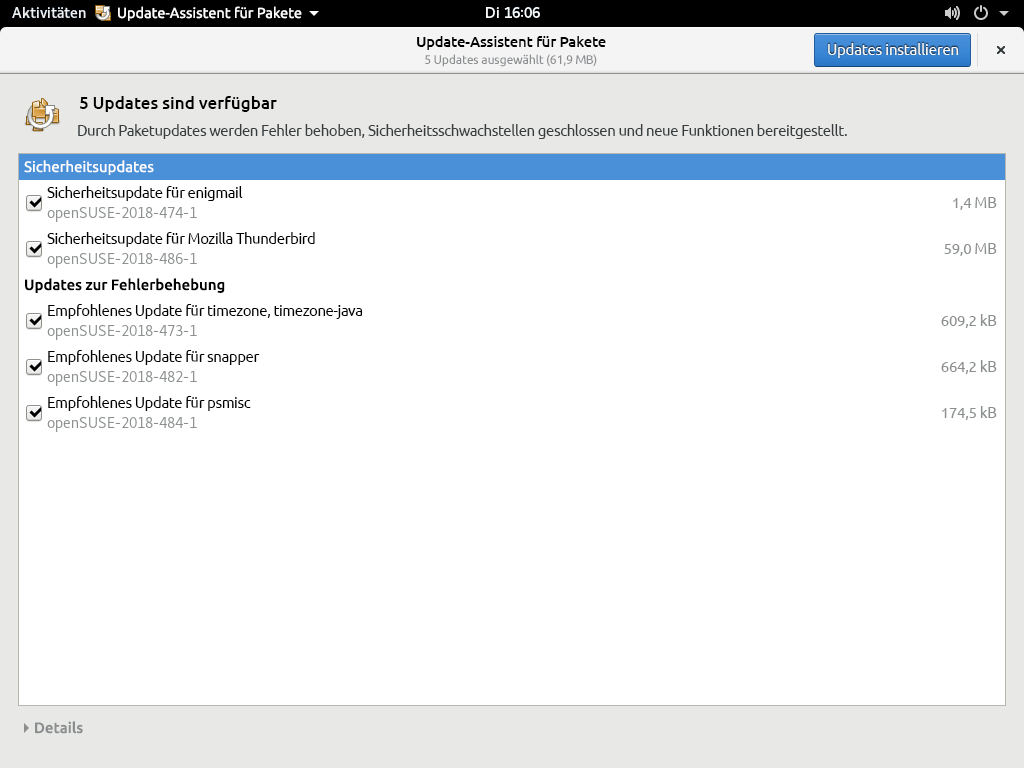 Aktivitäten Update-Assistent für Pakete Di 16:06
Update-Assistent für Pakete
5 Updates ausgewählt (61,9 MB)
Updates installieren
5 Updates sind verfügbar
Durch Paketupdates werden Fehler behoben, Sicherheitsschwachstellen geschlossen und neue Funktionen bereitgestellt.
Sicherheitsupdates
Sicherheitsupdate für enigmail
openSUSE-2018-474-1
1,4 MB
Sicherheitsupdate für Mozilla Thunderbird
openSUSE-2018-486-1
59,0 MB
Updates zur Fehlerbehebung
Empfohlenes Update für timezone, timezone-java
openSUSE-2018-473-1
609,2 kB
Empfohlenes Update für snapper
openSUSE-2018-482-1
664,2 kB
Empfohlenes Update für psmisc
openSUSE-2018-484-1
174,5 kB
Details